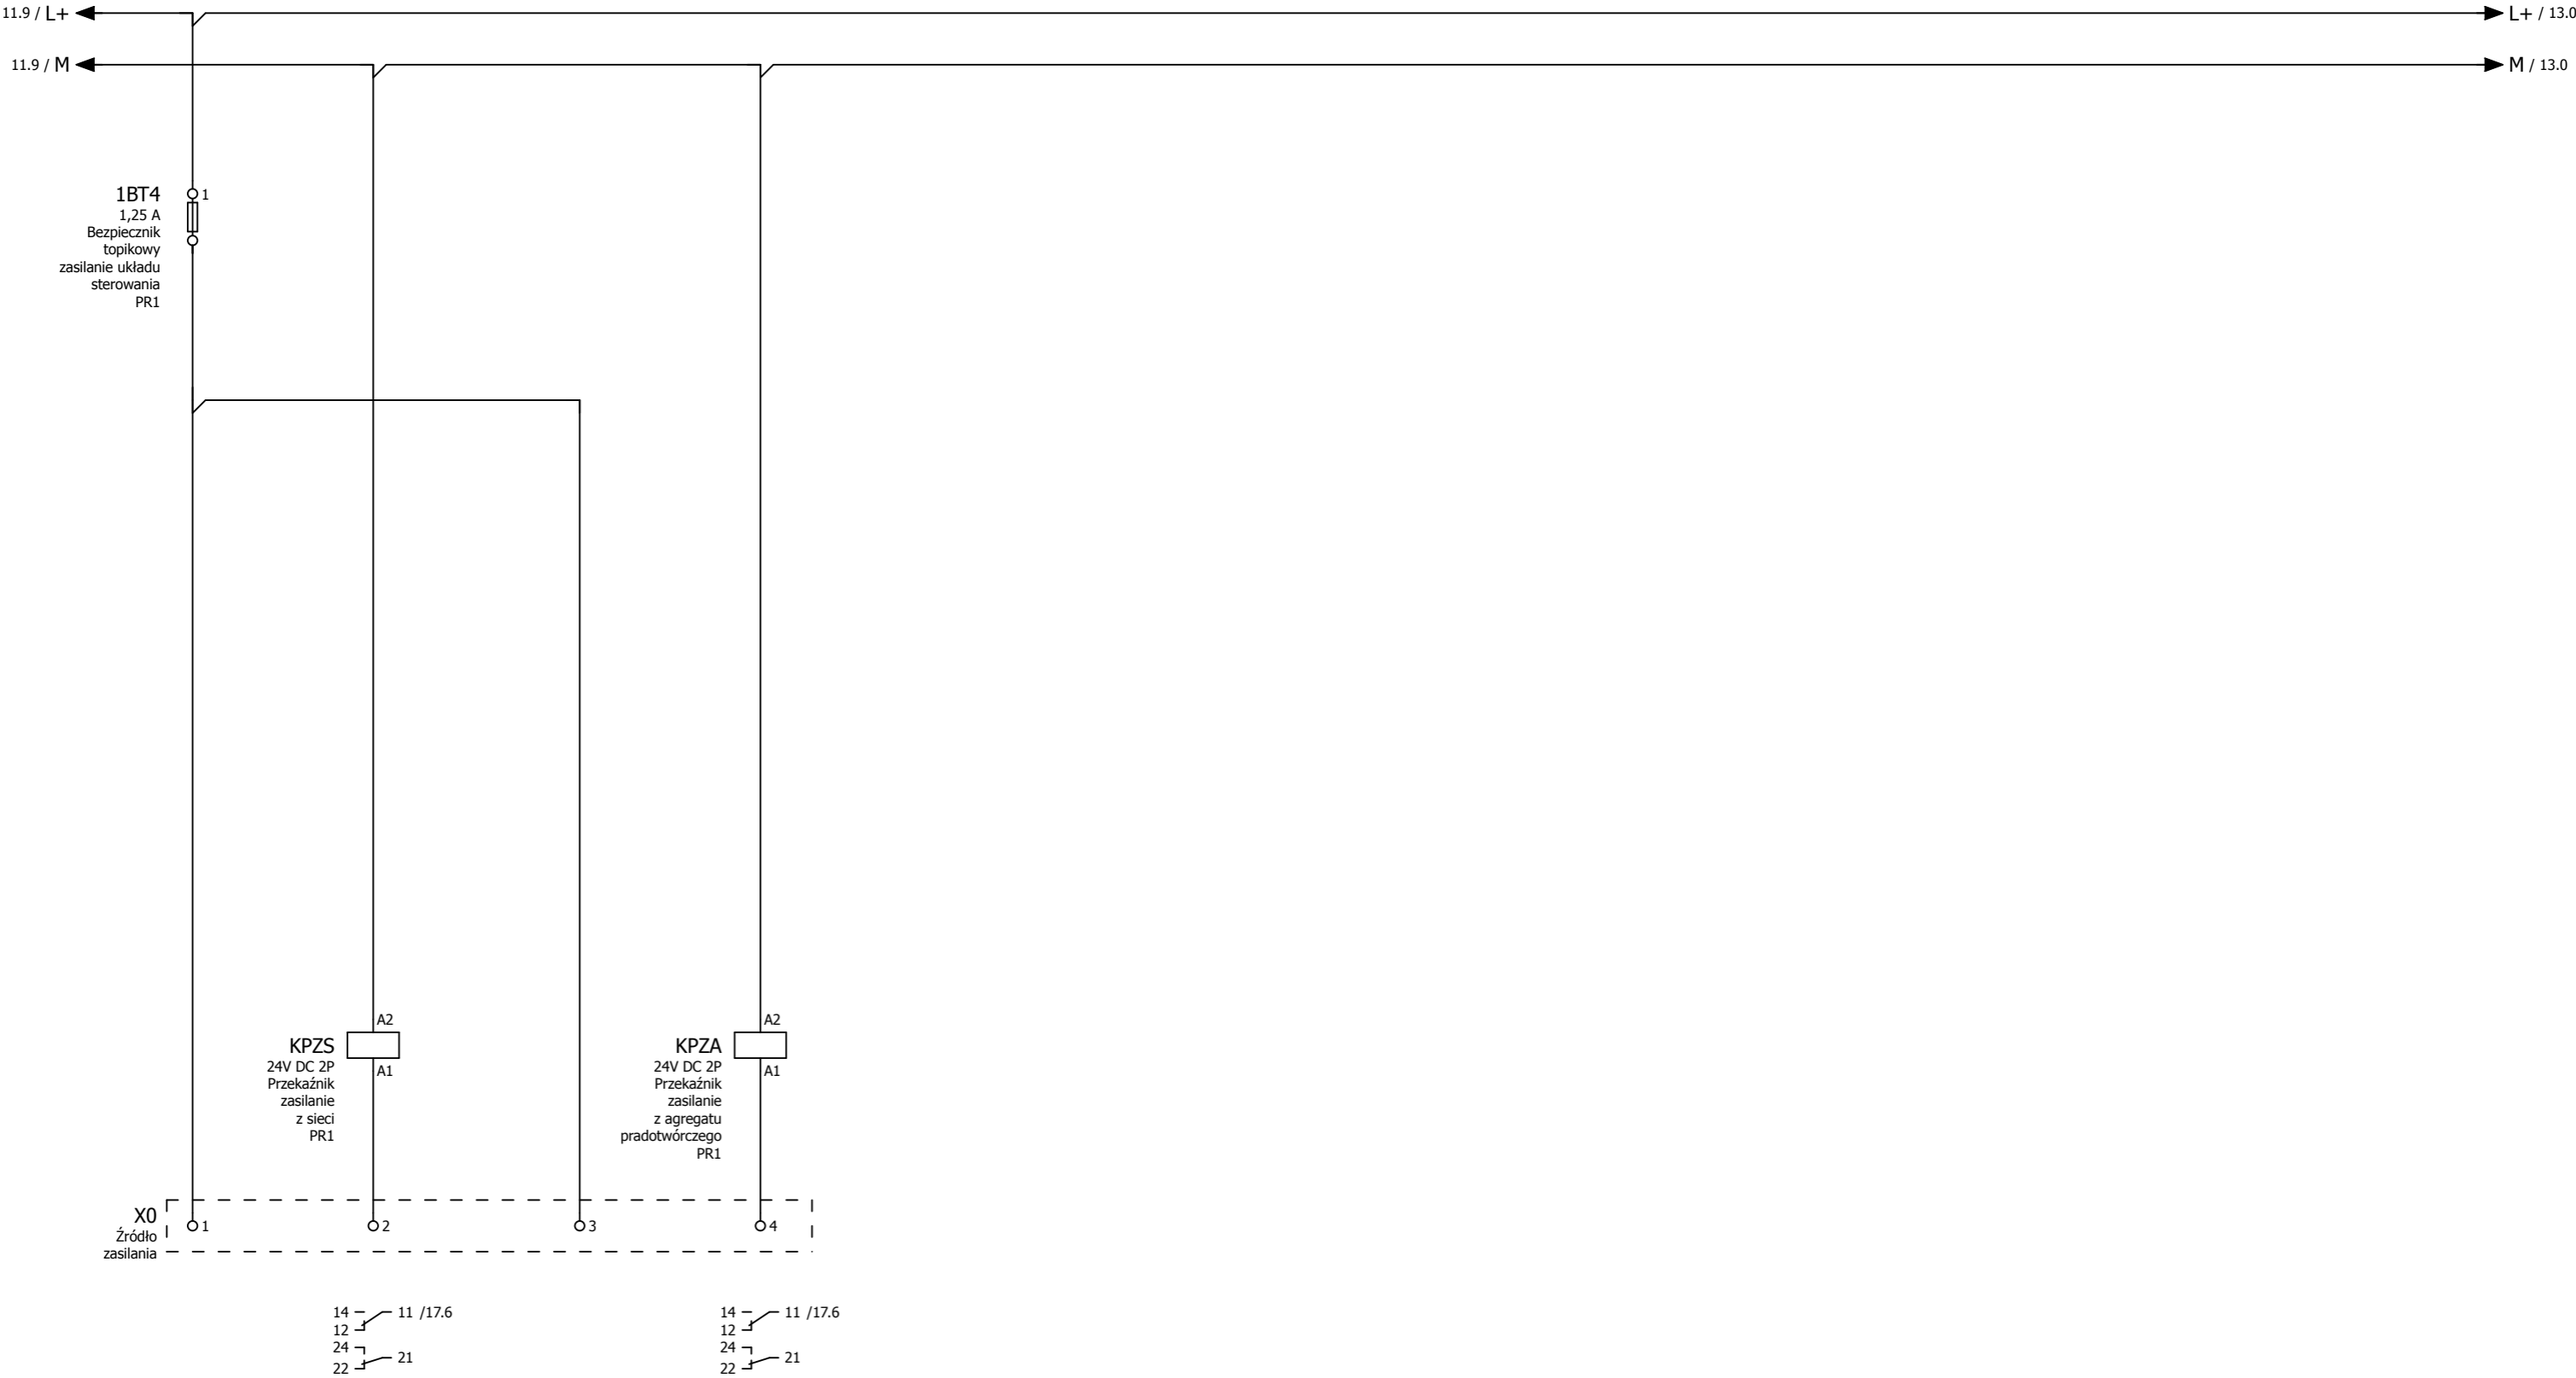 11.9 / L+
L+ / 13.0
11.9 / M
M / 13.0
1BT4
1
1,25 A
Bezpiecznik
topikowy
zasilanie układu
sterowania
PR1
A2
KPZS
24V DC 2P
A1
Przekaźnik
zasilanie
z sieci
PR1
A2
KPZA
24V DC 2P
A1
Przekaźnik
zasilanie
z agregatu
pradotwórczego
PR1
X0
Źródło
zasilania
1
2
3
4
14
11 /17.6
12
24
21
22
14
11 /17.6
12
24
21
22